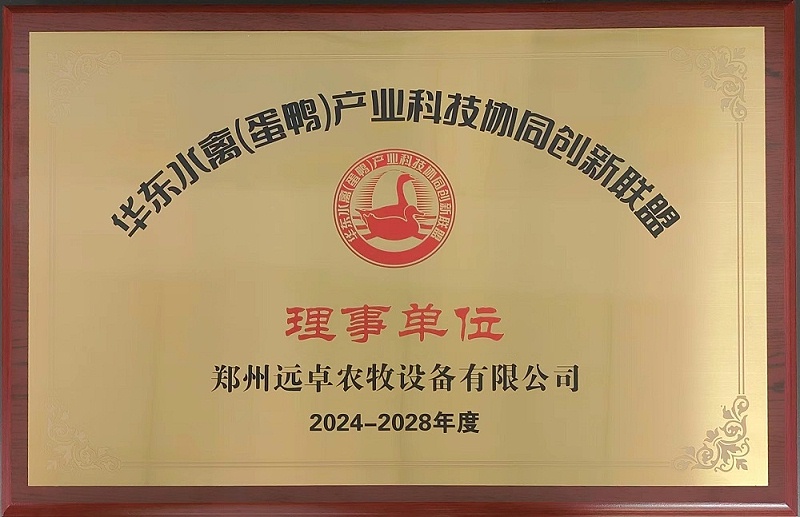 华东水禽(蛋鸭)产业科技协同创新联盟
华东水禽(蛋鸭)产业科技协同创新联盟
理事单位
郑州远卓农牧设备有限公司
2024-2028年度